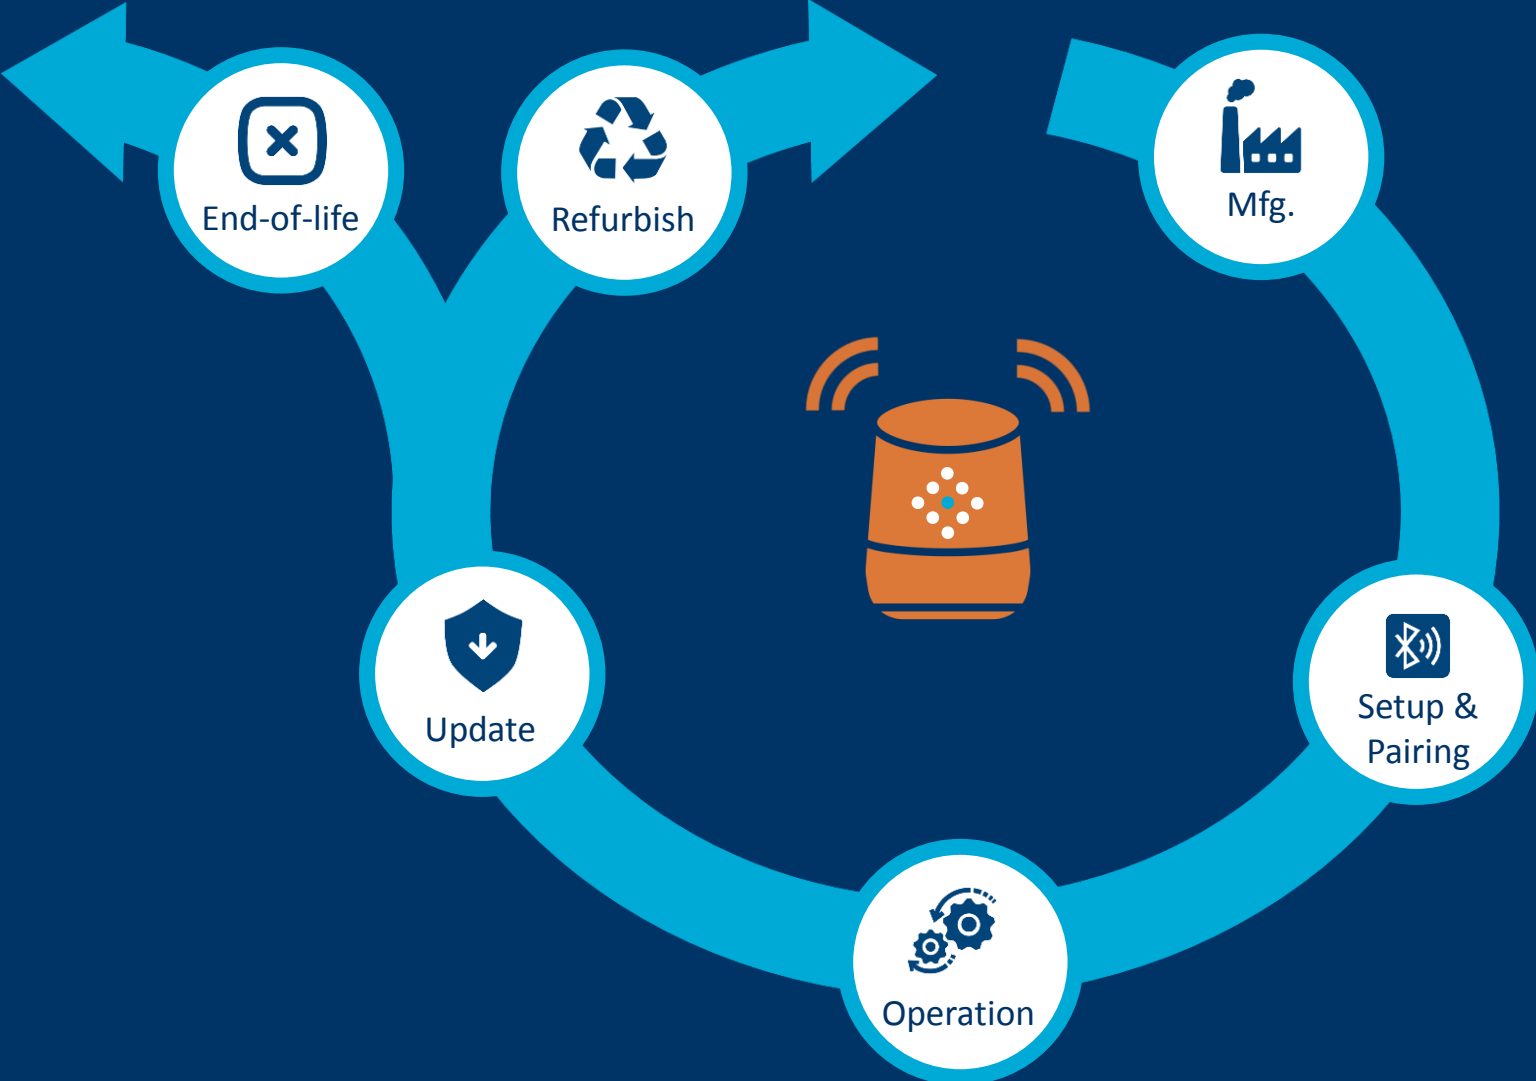 End-of-life
Refurbish
Mfg.
Setup &
Pairing
Update
Operation